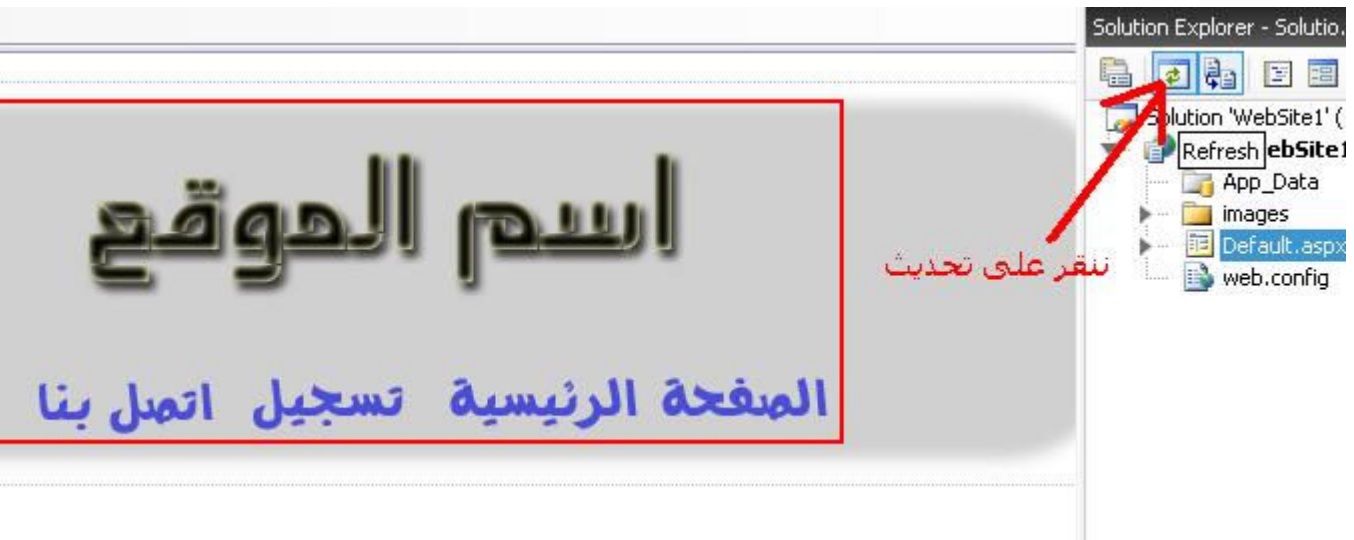 Solution Explorer - Solutio.
Solution 'WebSite1' (
Refresh ebSite1
App_Data
images
Default.aspx
web.config
اسم الموقع
ننقر على تحديث
الصفحة الرئيسية تسجيل اتصل بنا